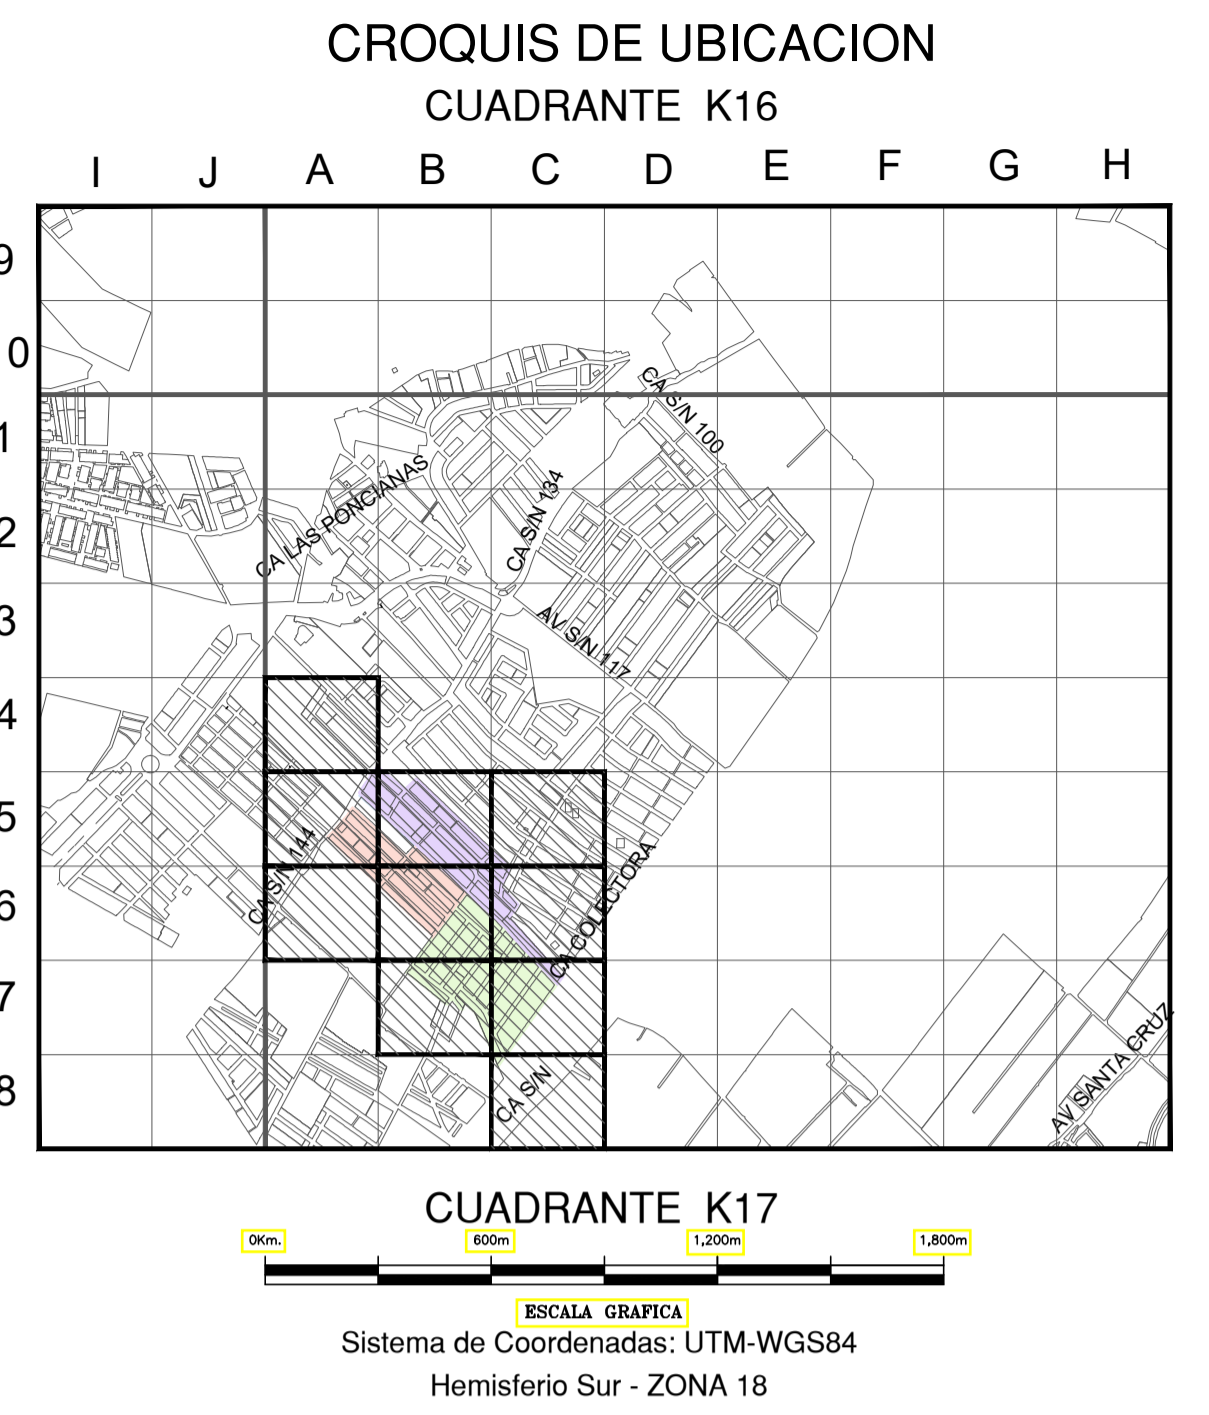 CROQUIS DE UBICACION
CUADRANTE K16
I J A B C D E F G H
9
0
CA S/N 100
1
CA LAS PONCIANAS
CA S/N 134
2
3
AV S/N 117
4
5
CA S/N 144
CA COLECTORA
6
7
AV SANTA CRUZ
8
CA S/N
CUADRANTE K17
0Km. 600m 1,200m 1,800m
ESCALA GRAFICA
Sistema de Coordenadas: UTM-WGS84
Hemisferio Sur - ZONA 18